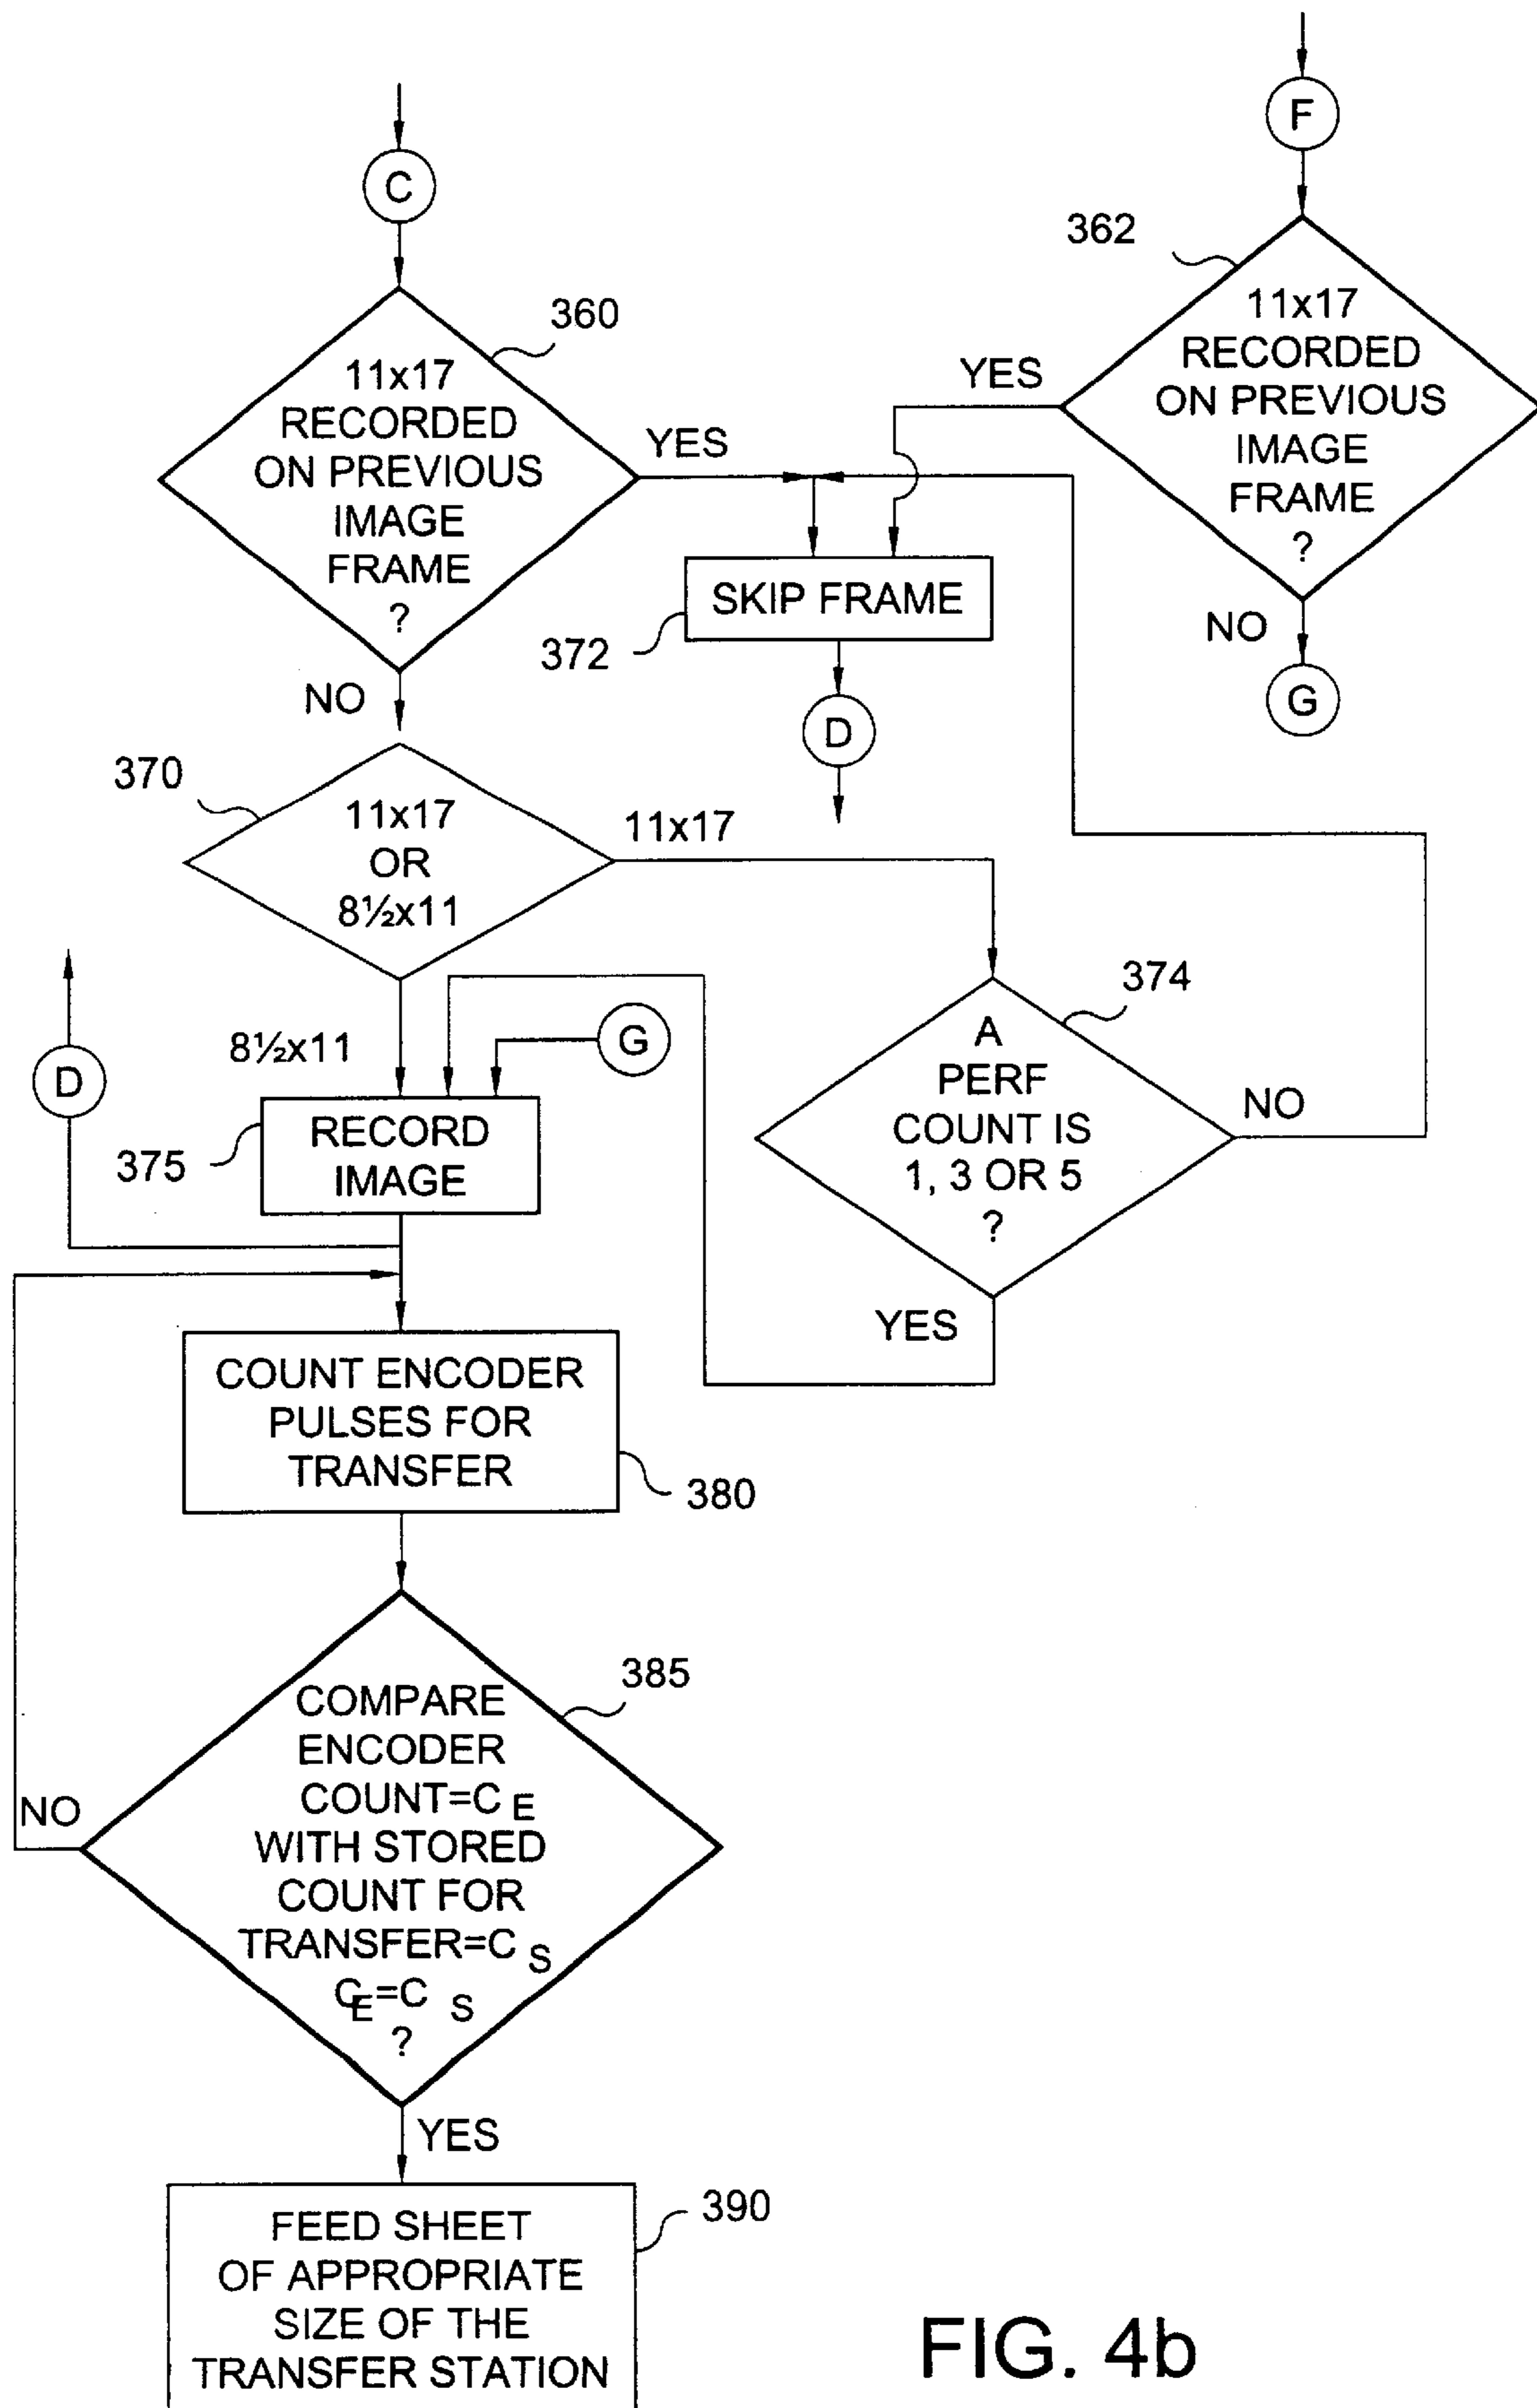 F
C
362
11x17
RECORDED
ON PREVIOUS
IMAGE
FRAME
?
YES
NO
G
360
11x17
RECORDED
ON PREVIOUS
IMAGE
FRAME
?
YES
NO
SKIP FRAME
372
D
370
11x17
OR
8½x11
11x17
8½x11
374
A
PERF
COUNT IS
1, 3 OR 5
?
NO
YES
G
D
RECORD
IMAGE
375
COUNT ENCODER
PULSES FOR
TRANSFER
380
385
COMPARE
ENCODER
COUNT=C E
WITH STORED
COUNT FOR
TRANSFER=C S
CE=C S
?
NO
YES
390
FEED SHEET
OF APPROPRIATE
SIZE OF THE
TRANSFER STATION
FIG. 4b